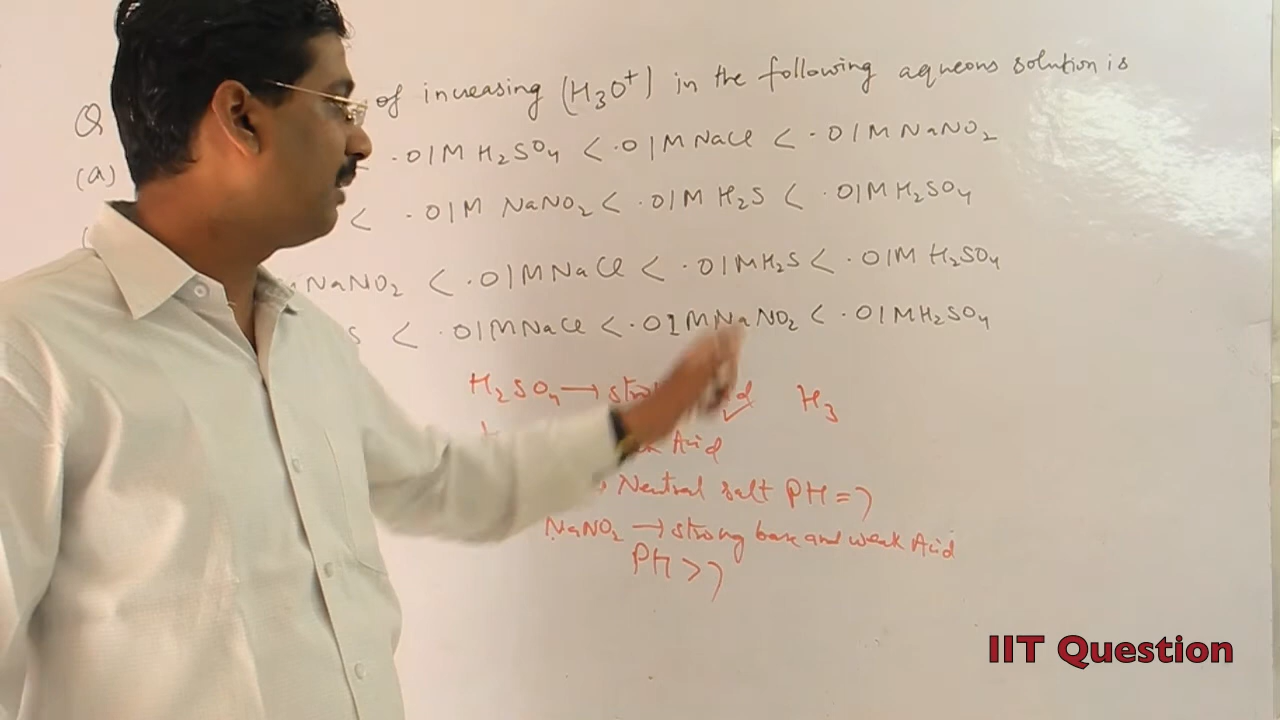 Q of increasing (H3O+) in the following aqueous solution is
(a) .01M H2SO4 < .01M NaCl < .01M NaNO2
( < .01M NaNO2 < .01M H2S < .01M H2SO4
NaNO2 < .01M NaCl < .01M H2S < .01M H2SO4
S < .01M NaCl < .01M NaNO2 < .01M H2SO4
H2SO4 → H3
Acid
Neutral salt PH = 7
NaNO2 → strong base and weak Acid
PH > 7
IIT Question